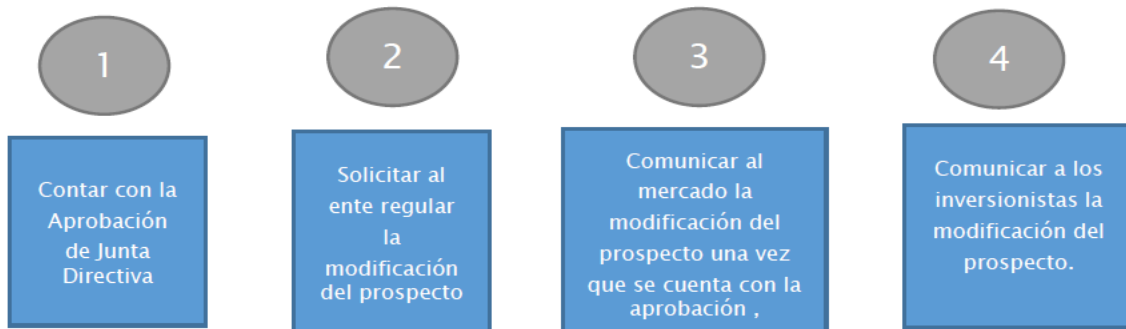 1
2
3
4
Contar con la
Aprobación
de Junta
Directiva
Solicitar al
ente regular
la
modificación
del prospecto
Comunicar al
mercado la
modificación del
prospecto una vez
que se cuenta con la
aprobación ,
Comunicar a los
inversionistas la
modificación del
prospecto.